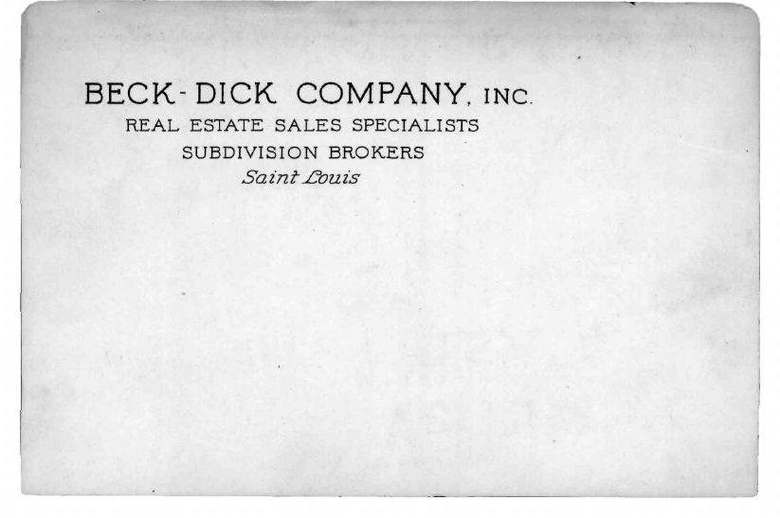 BECK-DICK COMPANY, INC.
REAL ESTATE SALES SPECIALISTS
SUBDIVISION BROKERS
Saint Louis